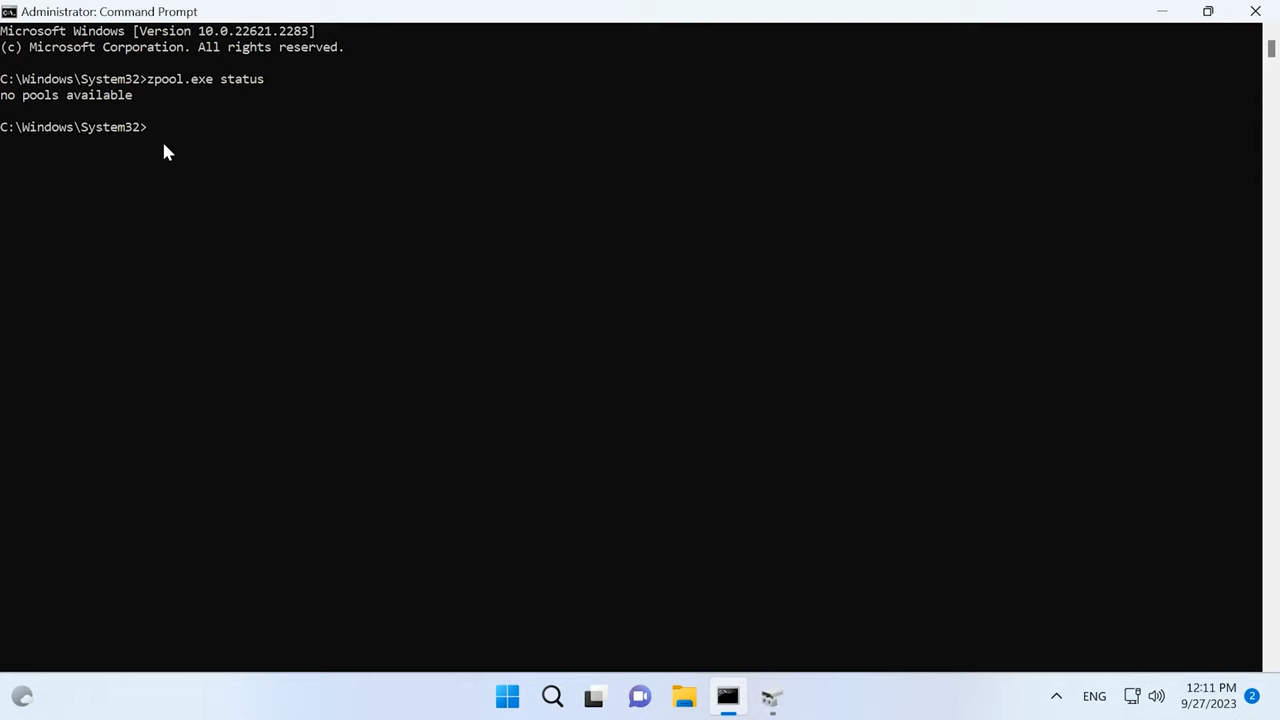 Administrator: Command Prompt
Microsoft Windows [Version 10.0.22621.2283]
(c) Microsoft Corporation. All rights reserved.
C:\Windows\System32>zpool.exe status
no pools available
C:\Windows\System32>
ENG
12:11 PM
9/27/2023
2